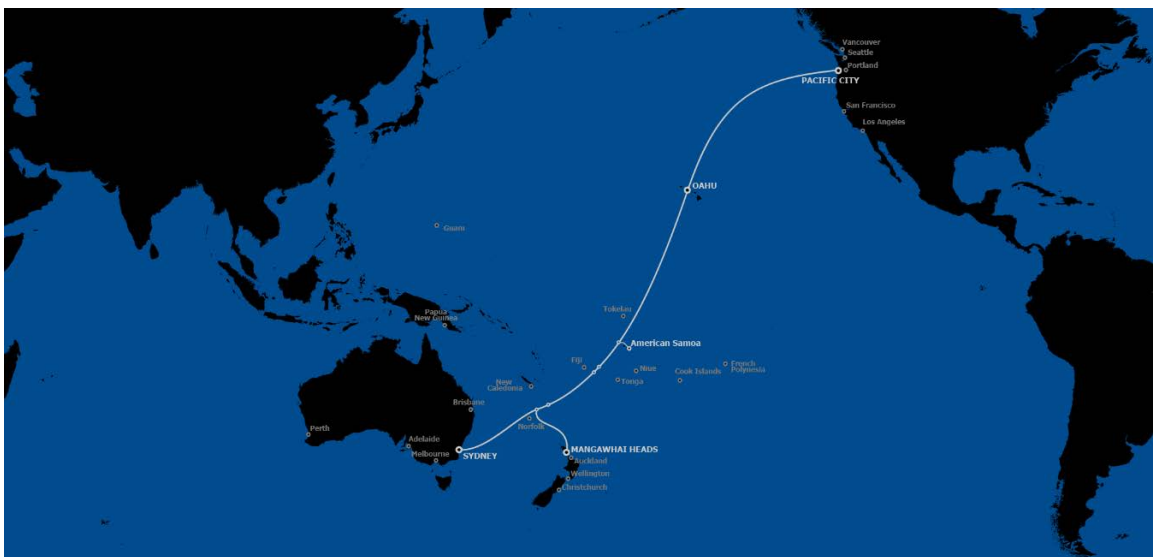 Vancouver
Seattle
Portland
PACIFIC CITY
San Francisco
Los Angeles
OAHU
Guam
Tokelau
Papua
New Guinea
American Samoa
Fiji
Niue
French
Polynesia
Tonga
Cook Islands
New
Caledonia
Brisbane
Norfolk
Perth
Adelaide
SYDNEY
Melbourne
MANGAWHAI HEADS
Auckland
Wellington
Christchurch